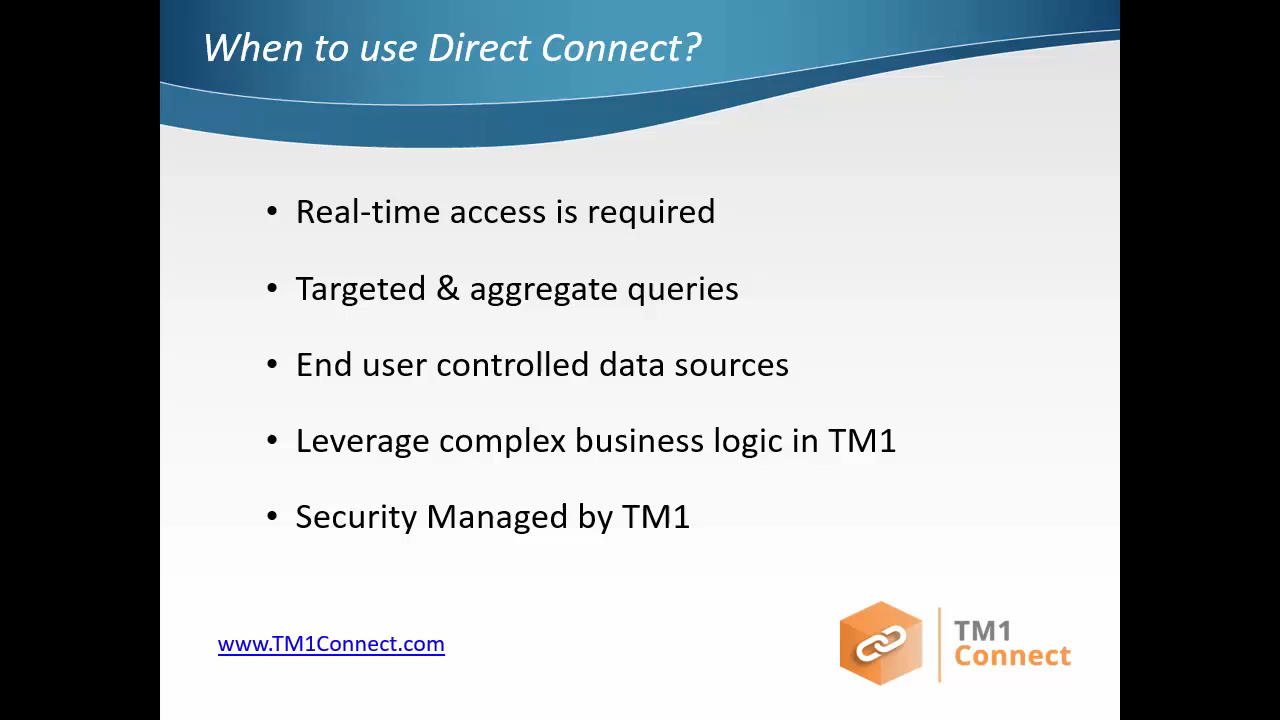 When to use Direct Connect?
• Real-time access is required
• Targeted & aggregate queries
• End user controlled data sources
• Leverage complex business logic in TM1
• Security Managed by TM1
www.TM1Connect.com
TM1
Connect